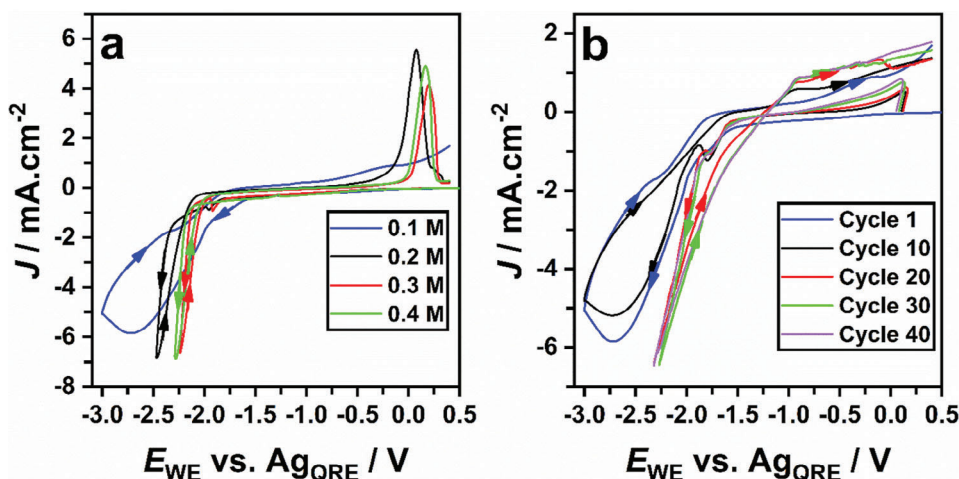 a
6
4
2
0
-2
-4
-6
-8
J / mA.cm-2
0.1 M
0.2 M
0.3 M
0.4 M
-3.0 -2.5 -2.0 -1.5 -1.0 -0.5 0.0 0.5
EWE vs. AgQRE / V
b
2
0
-2
-4
-6
J / mA.cm-2
Cycle 1
Cycle 10
Cycle 20
Cycle 30
Cycle 40
-3.0 -2.5 -2.0 -1.5 -1.0 -0.5 0.0 0.5
EWE vs. AgQRE / V